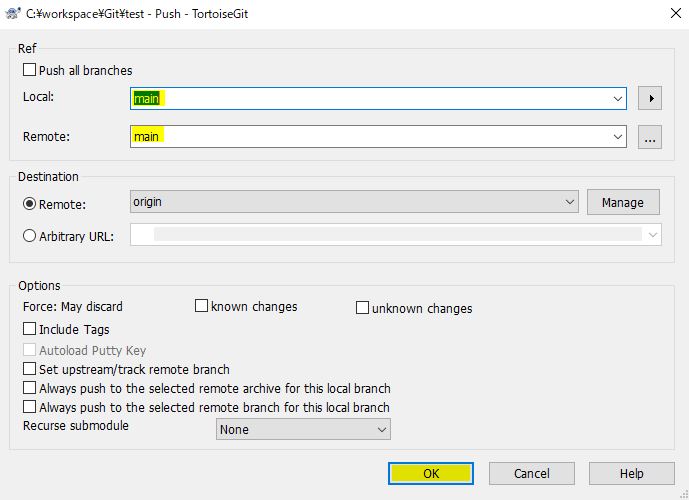 C:¥workspace¥Git¥test - Push - TortoiseGit
Ref
Push all branches
Local: main
Remote: main
...
Destination
Remote: origin Manage
Arbitrary URL:
Options
Force: May discard known changes unknown changes
Include Tags
Autoload Putty Key
Set upstream/track remote branch
Always push to the selected remote archive for this local branch
Always push to the selected remote branch for this local branch
Recurse submodule None
OK Cancel Help